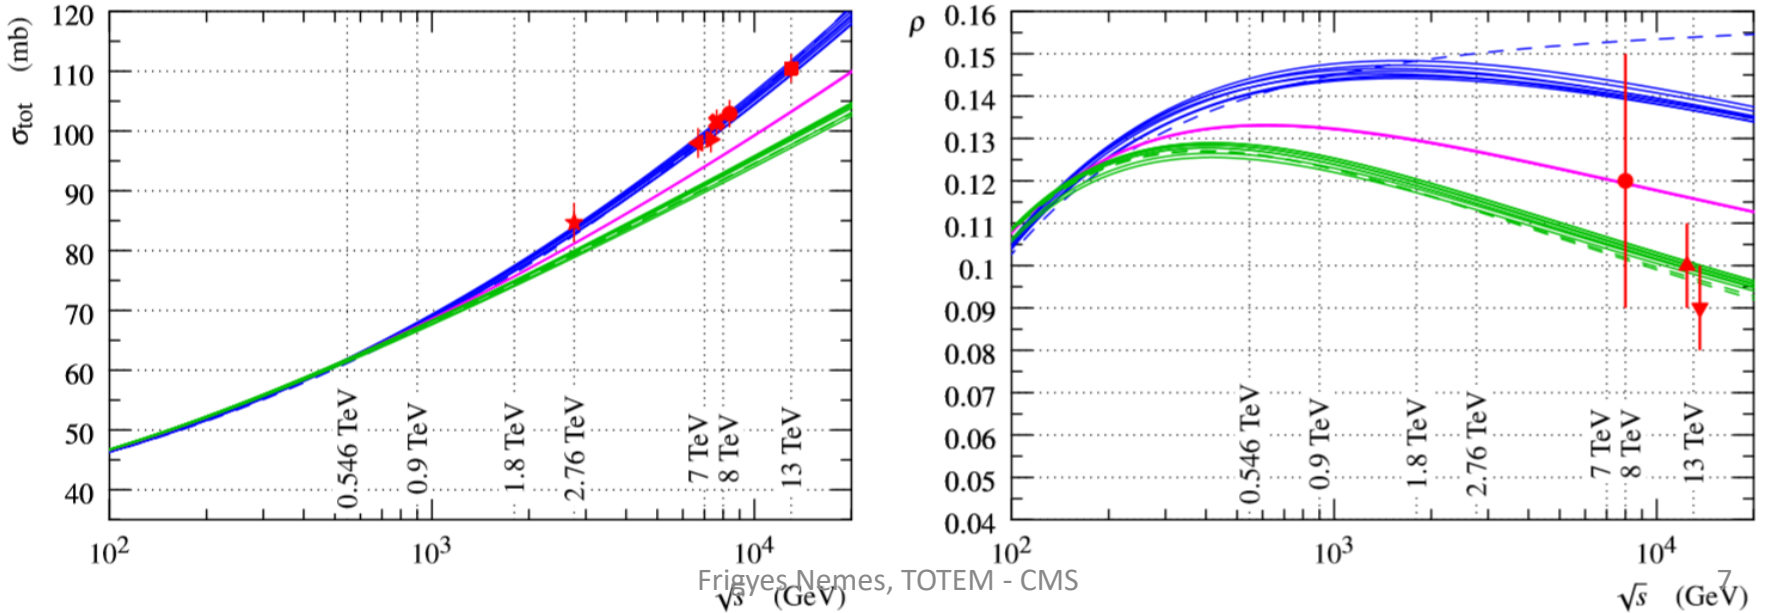 σtot (mb)
120
110
100
90
80
70
60
50
40
0.546 TeV
0.9 TeV
1.8 TeV
2.76 TeV
7 TeV
8 TeV
13 TeV
10² 10³ 10⁴
√s (GeV)
ρ
0.16
0.15
0.14
0.13
0.12
0.11
0.1
0.09
0.08
0.07
0.06
0.05
0.04
0.546 TeV
0.9 TeV
1.8 TeV
2.76 TeV
7 TeV
8 TeV
13 TeV
10² 10³ 10⁴
√s (GeV)
Frigyes Nemes, TOTEM - CMS
7